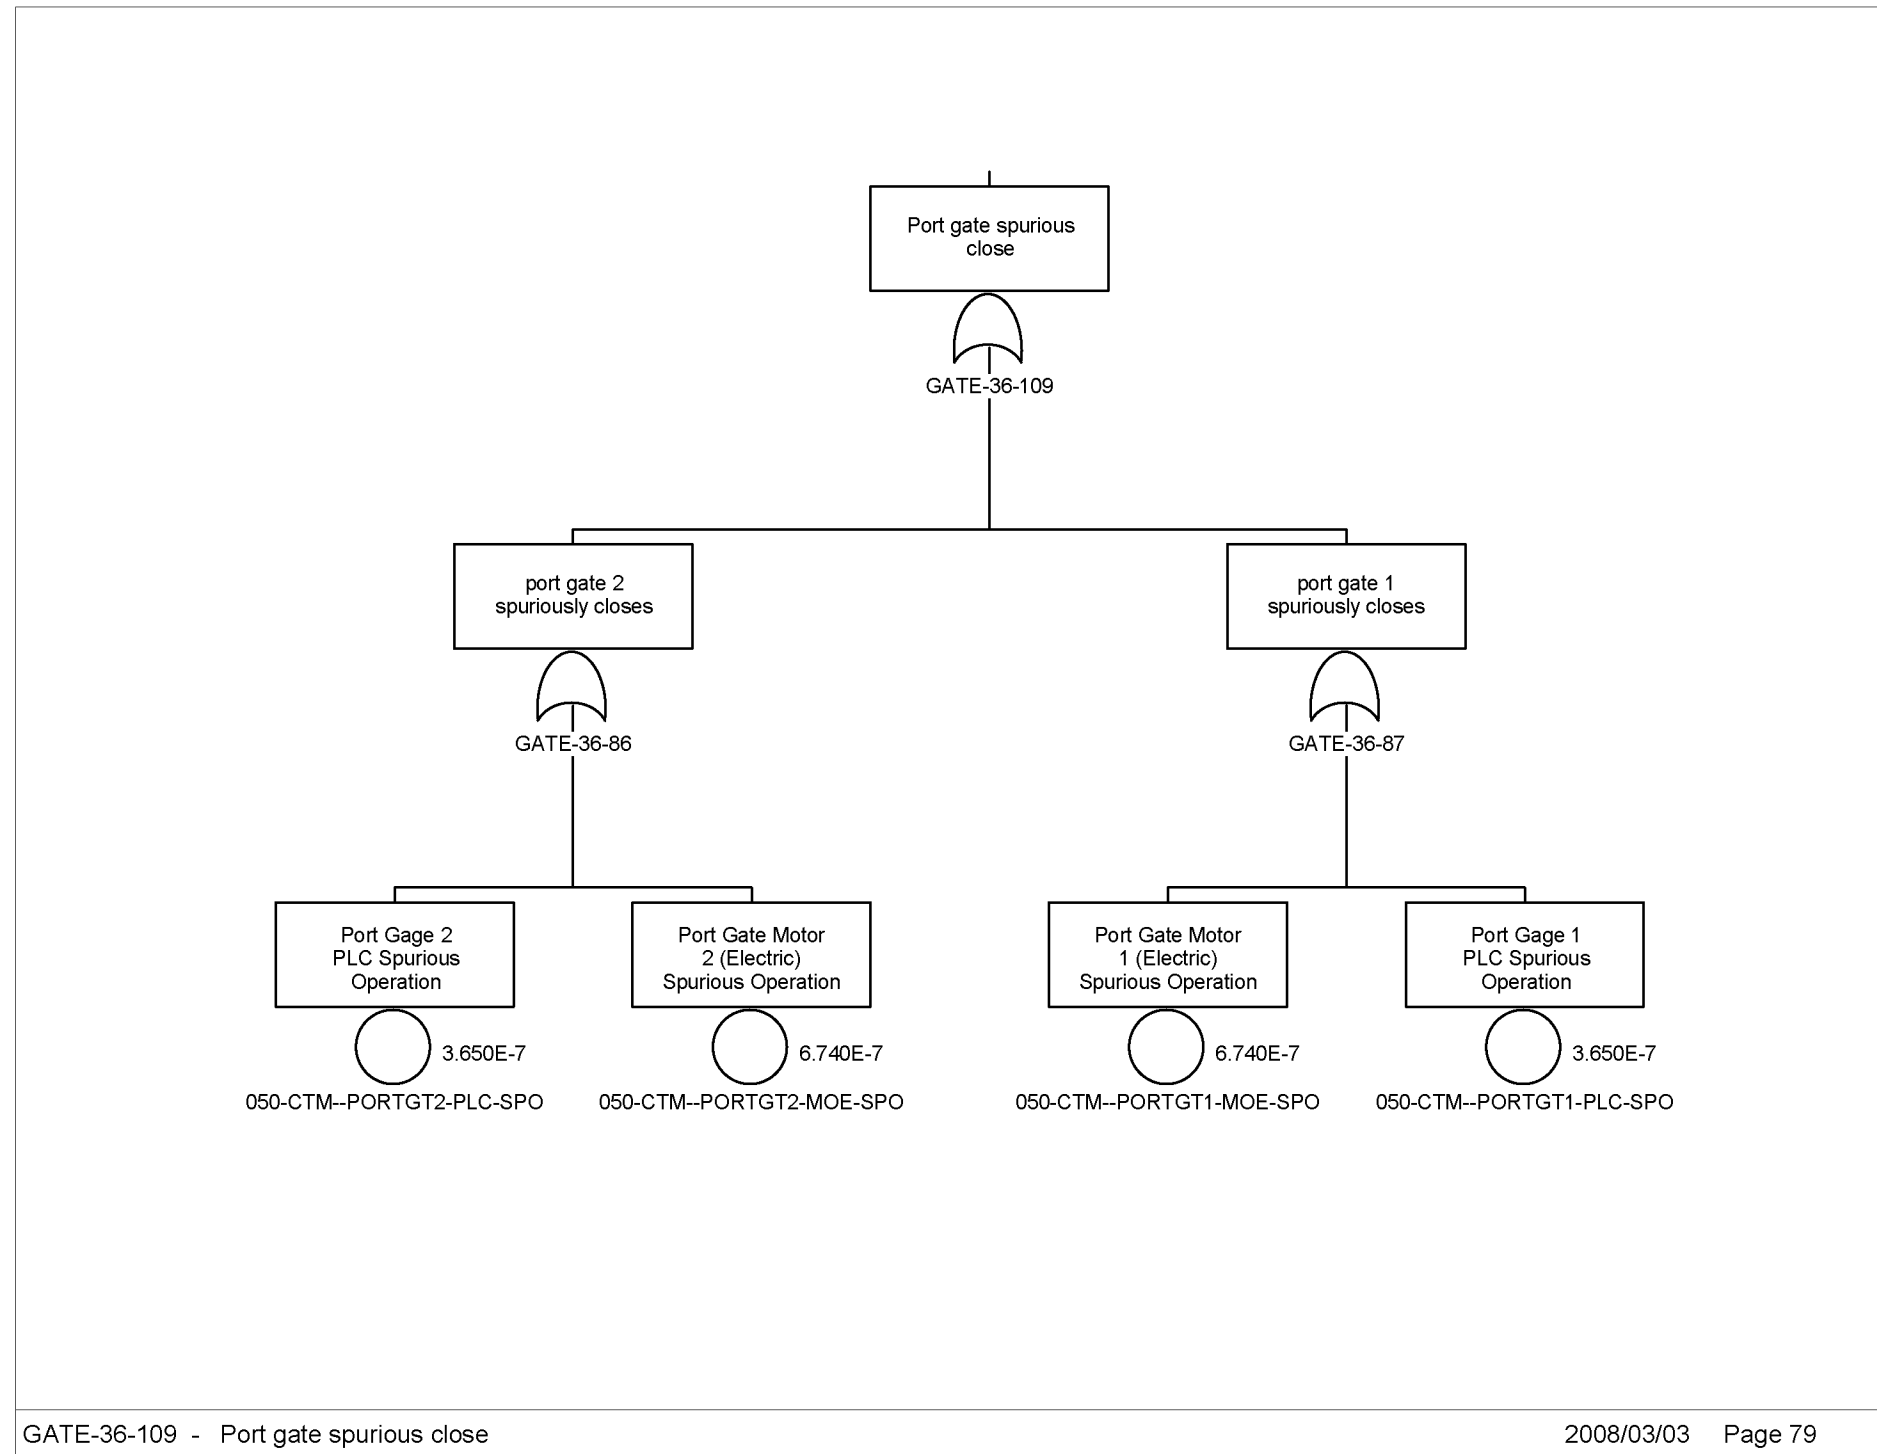 Port gate spurious
close
GATE-36-109
port gate 2
spuriously closes
GATE-36-86
port gate 1
spuriously closes
GATE-36-87
Port Gage 2
PLC Spurious
Operation
3.650E-7
050-CTM--PORTGT2-PLC-SPO
Port Gate Motor
2 (Electric)
Spurious Operation
6.740E-7
050-CTM--PORTGT2-MOE-SPO
Port Gate Motor
1 (Electric)
Spurious Operation
6.740E-7
050-CTM--PORTGT1-MOE-SPO
Port Gage 1
PLC Spurious
Operation
3.650E-7
050-CTM--PORTGT1-PLC-SPO
GATE-36-109 - Port gate spurious close
2008/03/03 Page 79